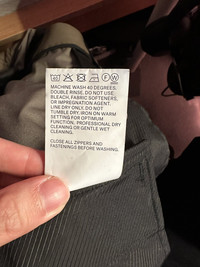 F W
MACHINE WASH 40 DEGREES.
DOUBLE RINSE, DO NOT USE
BLEACH, FABRIC SOFTENERS,
OR IMPREGNATION AGENT.
LINE DRY ONLY, DO NOT
TUMBLE DRY, IRON ON WARM
SETTING FOR OPTIMUM
FUNCTION, PROFESSIONAL DRY
CLEANING OR GENTLE WET
CLEANING.
CLOSE ALL ZIPPERS AND
FASTENINGS BEFORE WASHING.